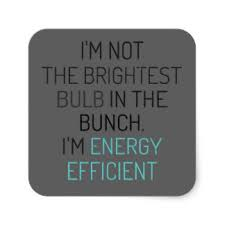 I'M NOT
THE BRIGHTEST
BULB IN THE
BUNCH.
I'M ENERGY
EFFICIENT